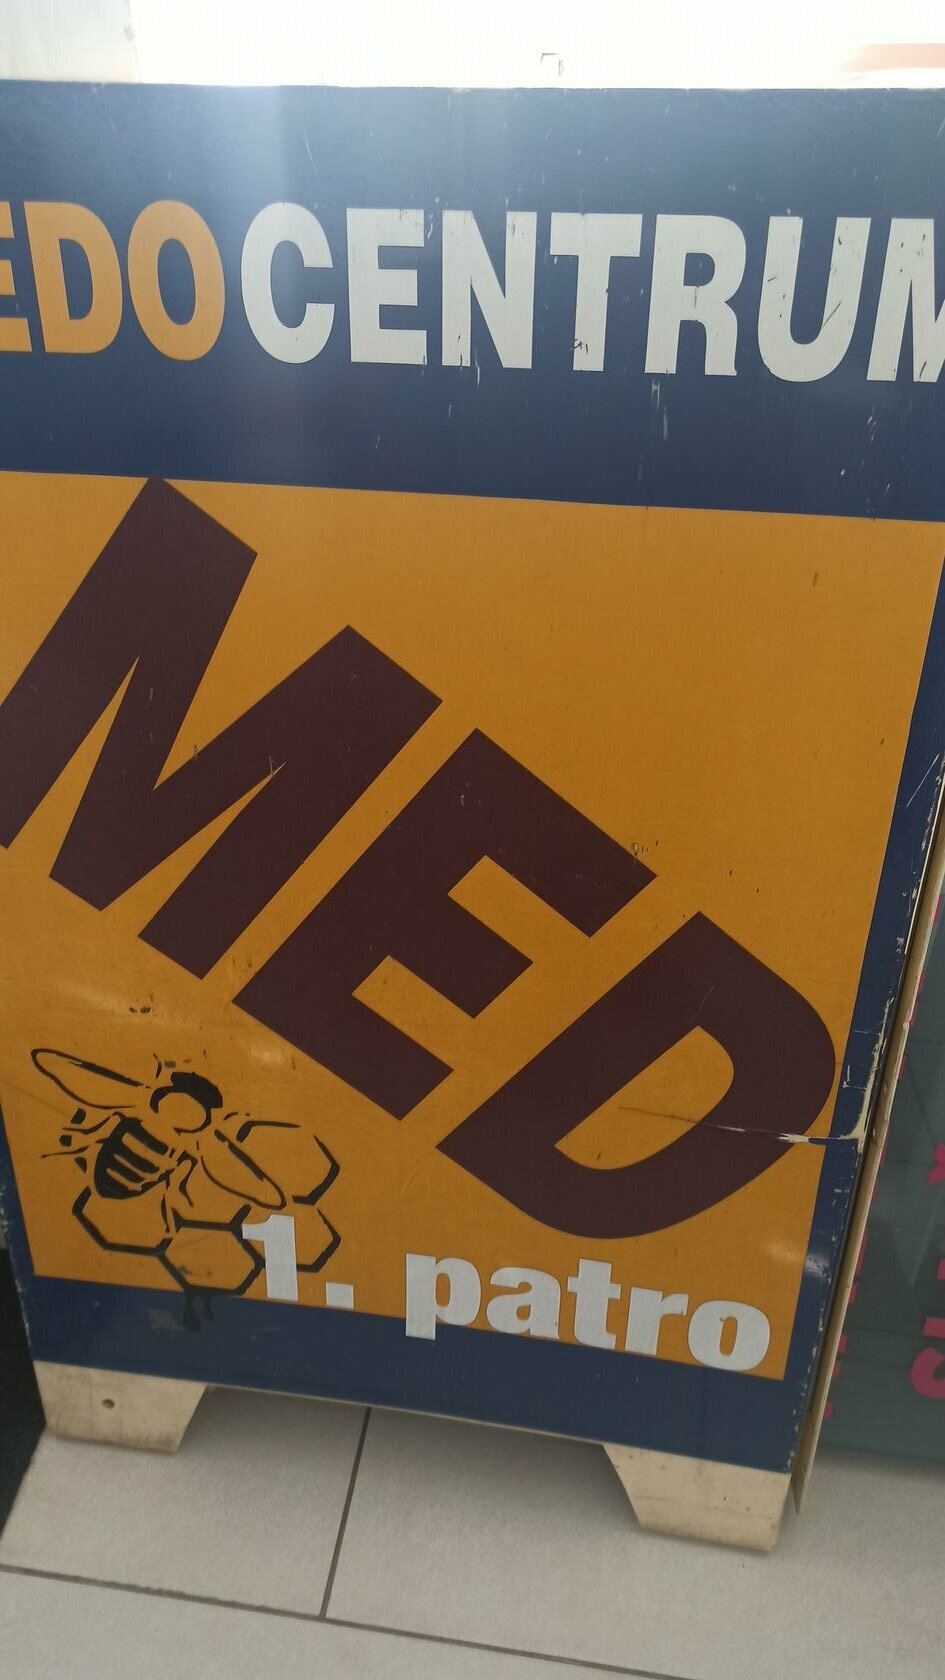 EDOCENTRUM
MED
1. patro